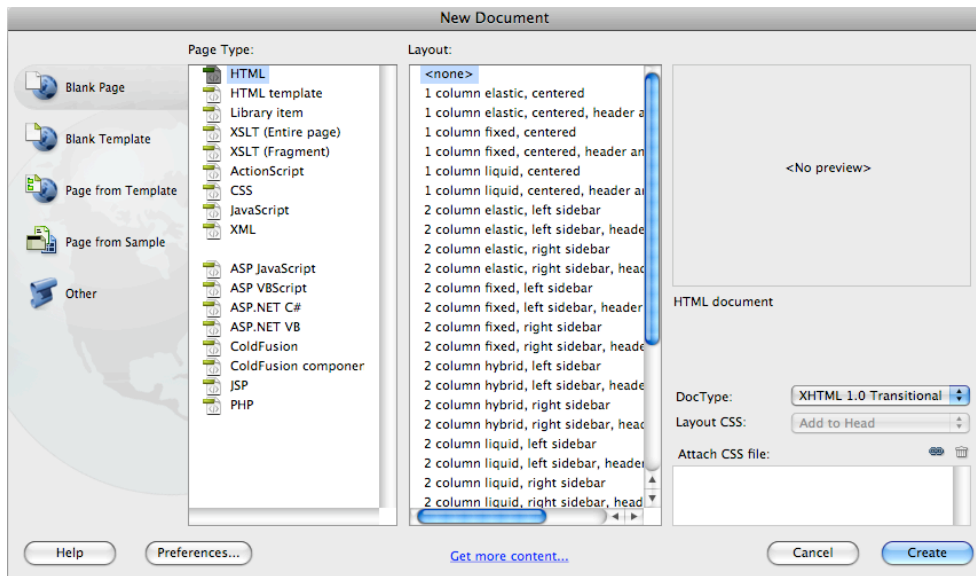 New Document
Blank Page
Blank Template
Page from Template
Page from Sample
Other
Page Type:
HTML
HTML template
Library item
XSLT (Entire page)
XSLT (Fragment)
ActionScript
CSS
JavaScript
XML
ASP JavaScript
ASP VBScript
ASP.NET C#
ASP.NET VB
ColdFusion
ColdFusion componer
JSP
PHP
Layout:
<none>
1 column elastic, centered
1 column elastic, centered, header a
1 column fixed, centered
1 column fixed, centered, header an
1 column liquid, centered
1 column liquid, centered, header a
2 column elastic, left sidebar
2 column elastic, left sidebar, heade
2 column elastic, right sidebar
2 column elastic, right sidebar, head
2 column fixed, left sidebar
2 column fixed, left sidebar, header
2 column fixed, right sidebar
2 column fixed, right sidebar, heade
2 column hybrid, left sidebar
2 column hybrid, left sidebar, heade
2 column hybrid, right sidebar
2 column hybrid, right sidebar, head
2 column liquid, left sidebar
2 column liquid, left sidebar, header
2 column liquid, right sidebar
2 column liquid, right sidebar, head
<No preview>
HTML document
DocType: XHTML 1.0 Transitional
Layout CSS: Add to Head
Attach CSS file:
Help
Preferences...
Get more content...
Cancel
Create